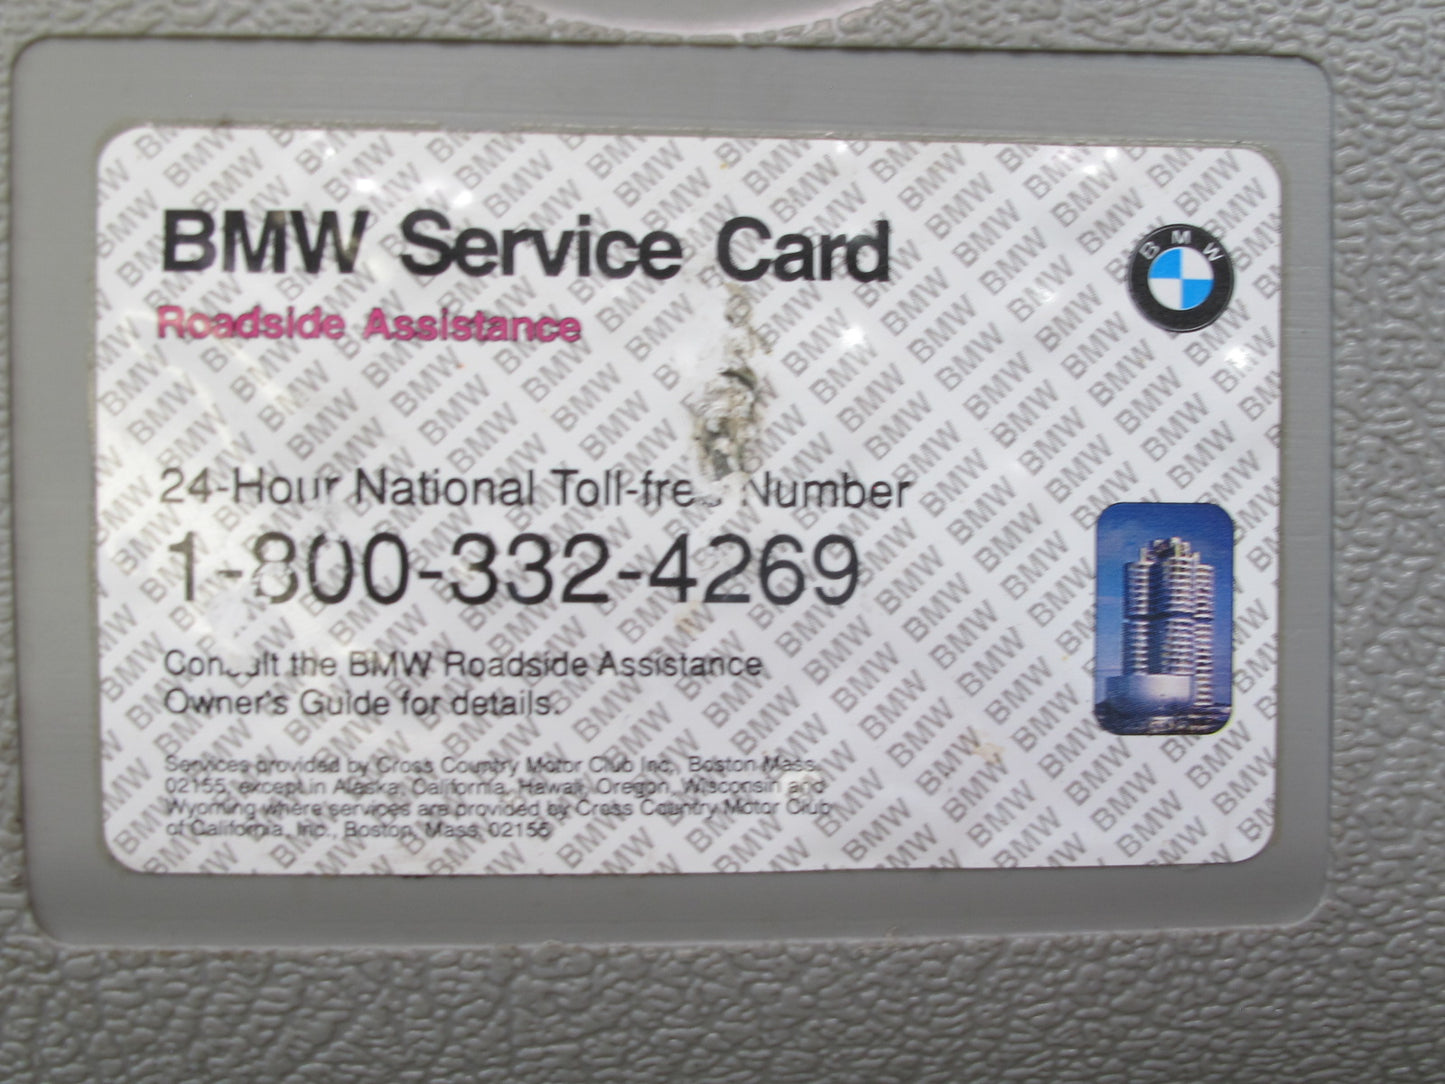 BMW Service Card
BMW
Roadside Assistance
24-Hour National Toll-free Number
1-800-332-4269
Consult the BMW Roadside Assistance
Owner's Guide for details.
Services provided by Cross Country Motor Club Inc., Boston Mass.
02155, except in Alaska, California, Hawaii, Oregon, Wisconsin and
Wyoming where services are provided by Cross Country Motor Club
of California, Inc., Boston, Mass. 02155